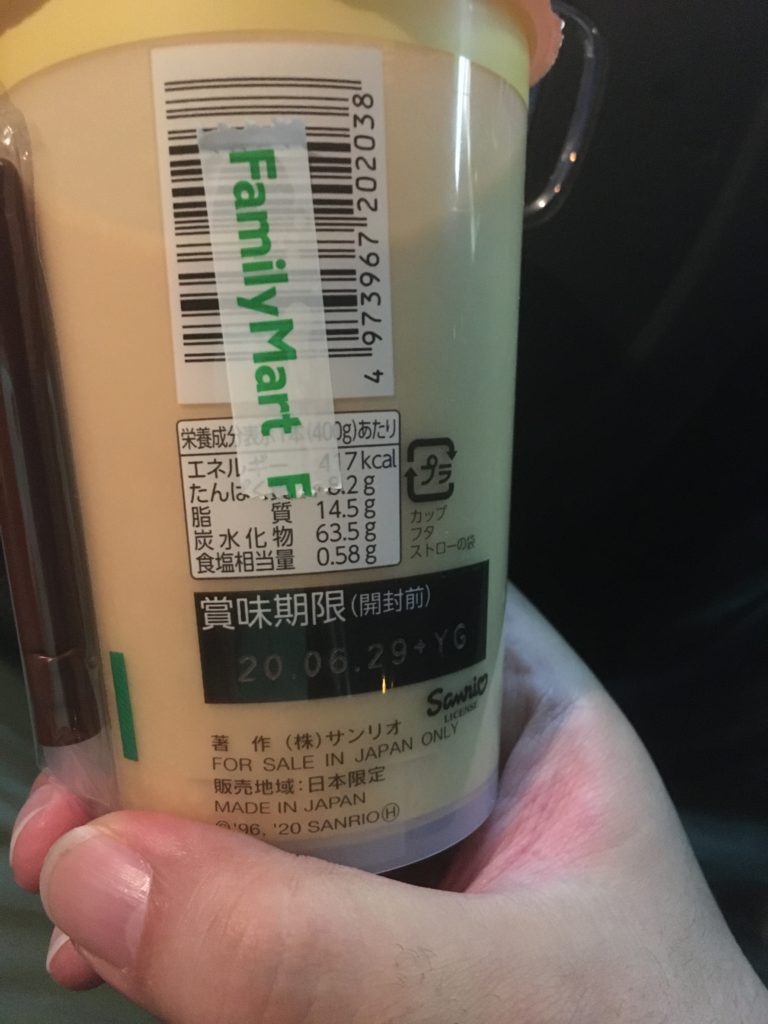 4 973967 202038
FamilyMart F
栄養成分表示 1本(400g)あたり
エネルギー 417kcal
たんぱく 8.2g
脂質 14.5g
炭水化物 63.5g
食塩相当量 0.58g
プラ
カップ
フタ
ストローの袋
賞味期限(開封前)
20.06.29+YG
Sanrio
LICENSE
著 作 (株)サンリオ
FOR SALE IN JAPAN ONLY
販売地域:日本限定
MADE IN JAPAN
©'96, '20 SANRIO Ⓗ